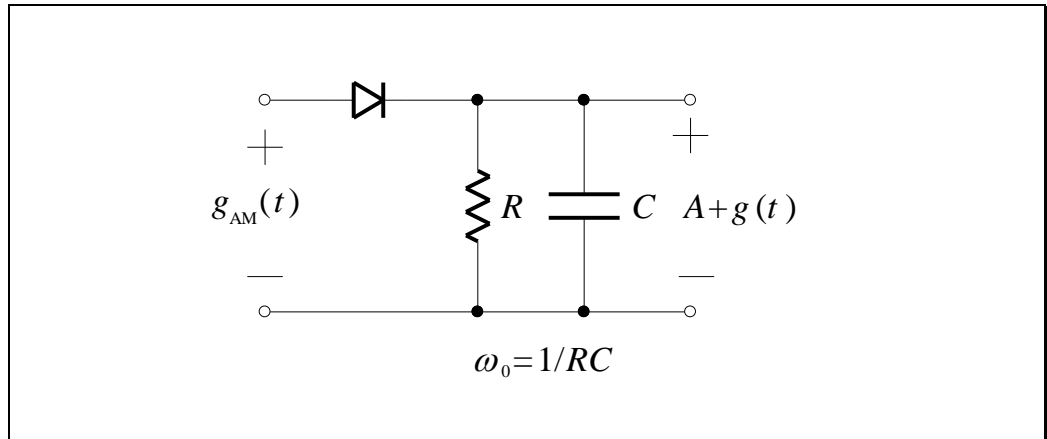 + +
g_AM(t) R C A+g(t)
— —
ω₀=1/RC